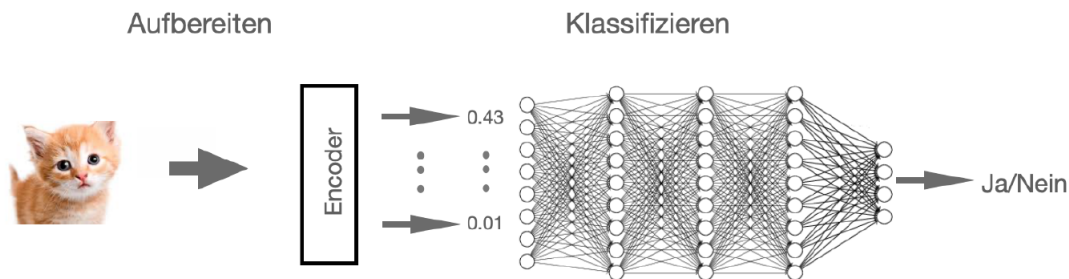 Aufbereiten
Klassifizieren
Encoder
0.43
0.01
Ja/Nein